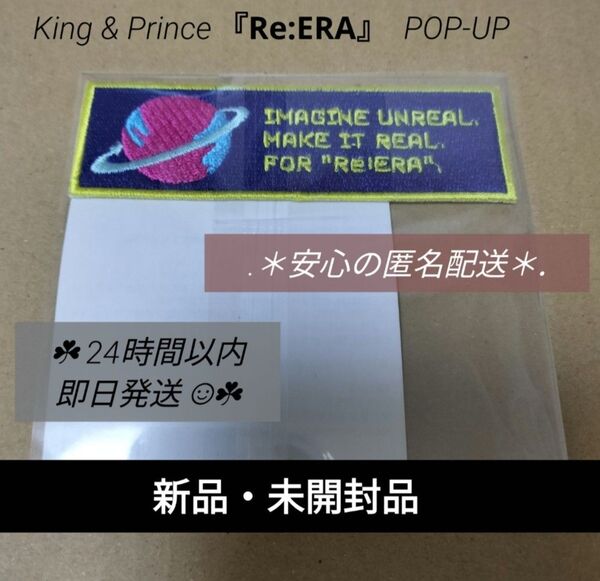 King & Prince 『Re:ERA』 POP-UP
IMAGINE UNREAL.
MAKE IT REAL.
FOR "Re:ERA",
.＊安心の匿名配送＊.
☘24時間以内
即日発送☺☘
新品・未開封品